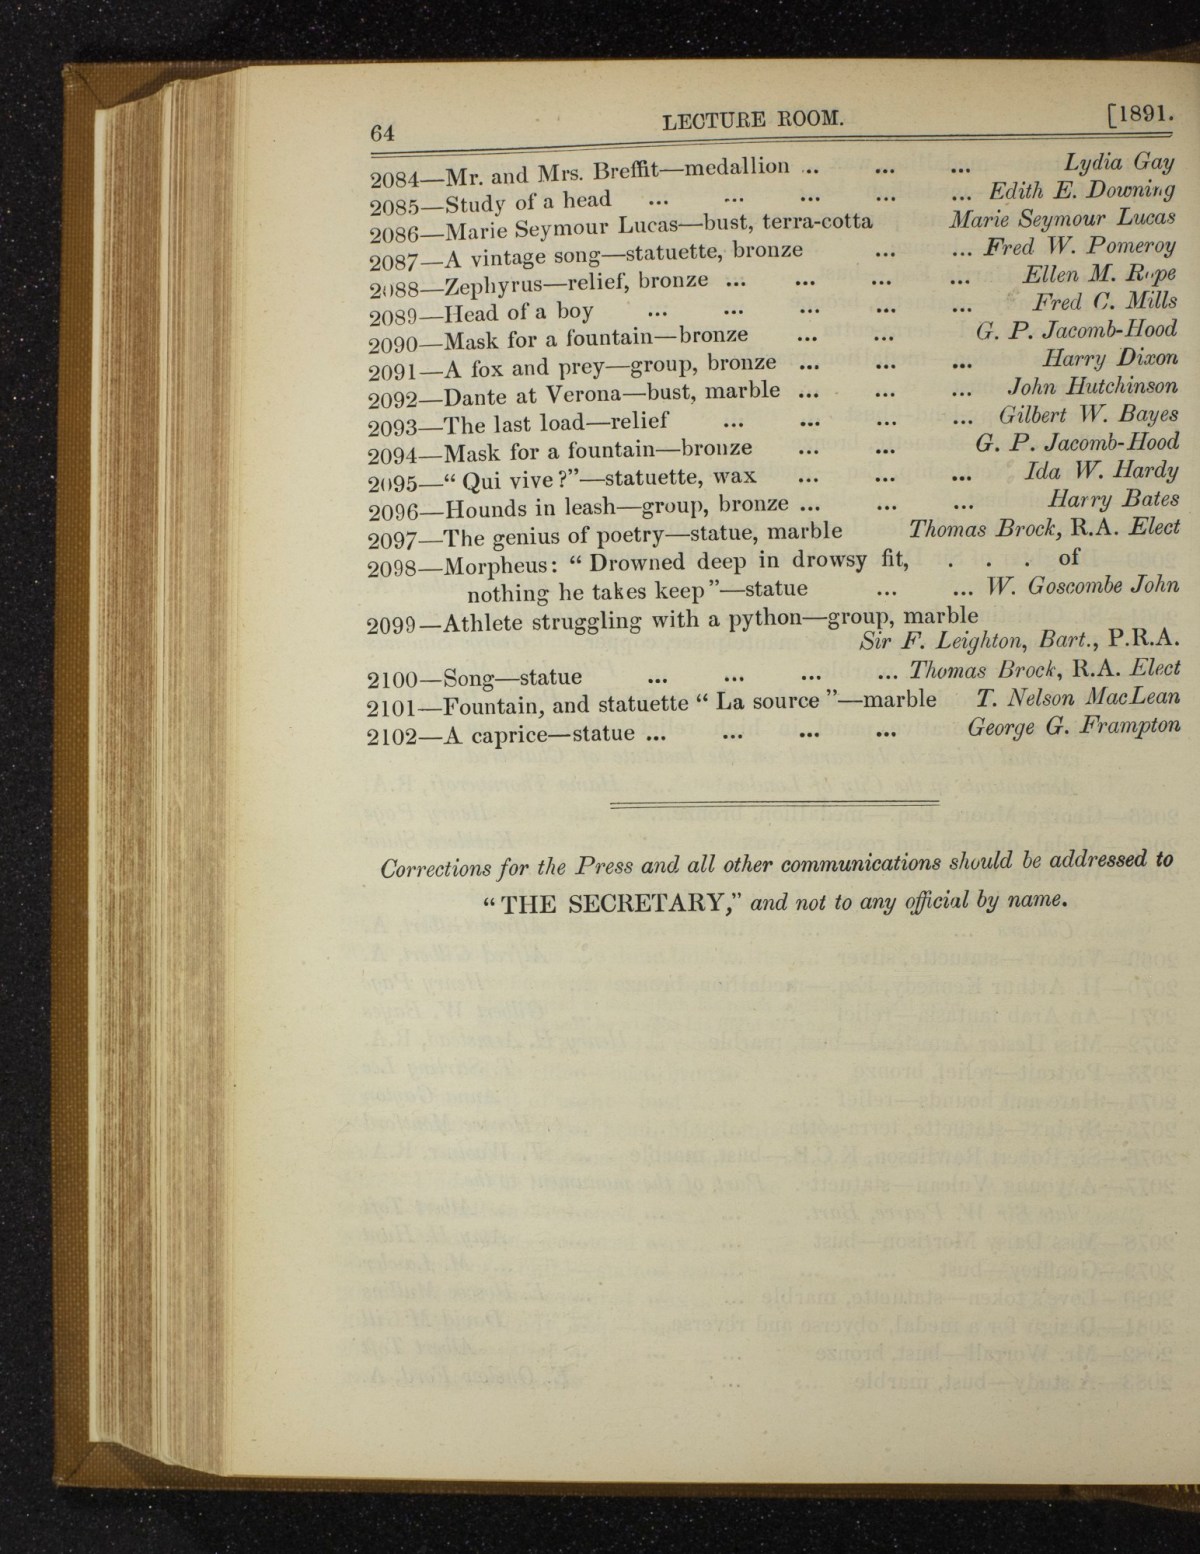 64 LECTURE ROOM. [1891.
2084—Mr. and Mrs. Breffit—medallion ... ... ... Lydia Gay
2085—Study of a head ... ... ... ... ... Edith E. Downing
2086—Marie Seymour Lucas—bust, terra-cotta Marie Seymour Lucas
2087—A vintage song—statuette, bronze ... ... Fred W. Pomeroy
2088—Zephyrus—relief, bronze ... ... ... ... Ellen M. Rope
2089—Head of a boy ... ... ... ... ... Fred C. Mills
2090—Mask for a fountain—bronze ... ... G. P. Jacomb-Hood
2091—A fox and prey—group, bronze ... ... ... Harry Dixon
2092—Dante at Verona—bust, marble ... ... ... John Hutchinson
2093—The last load—relief ... ... ... ... Gilbert W. Bayes
2094—Mask for a fountain—bronze ... ... G. P. Jacomb-Hood
2095—“Qui vive?”—statuette, wax ... ... ... Ida W. Hardy
2096—Hounds in leash—group, bronze ... ... ... Harry Bates
2097—The genius of poetry—statue, marble Thomas Brock, R.A. Elect
2098—Morpheus: “Drowned deep in drowsy fit, . . . of
nothing he takes keep”—statue ... ... W. Goscombe John
2099—Athlete struggling with a python—group, marble
Sir F. Leighton, Bart., P.R.A.
2100—Song—statue ... ... ... ... Thomas Brock, R.A. Elect
2101—Fountain, and statuette “La source”—marble T. Nelson MacLean
2102—A caprice—statue ... ... ... ... George G. Frampton
Corrections for the Press and all other communications should be addressed to
“THE SECRETARY,” and not to any official by name.